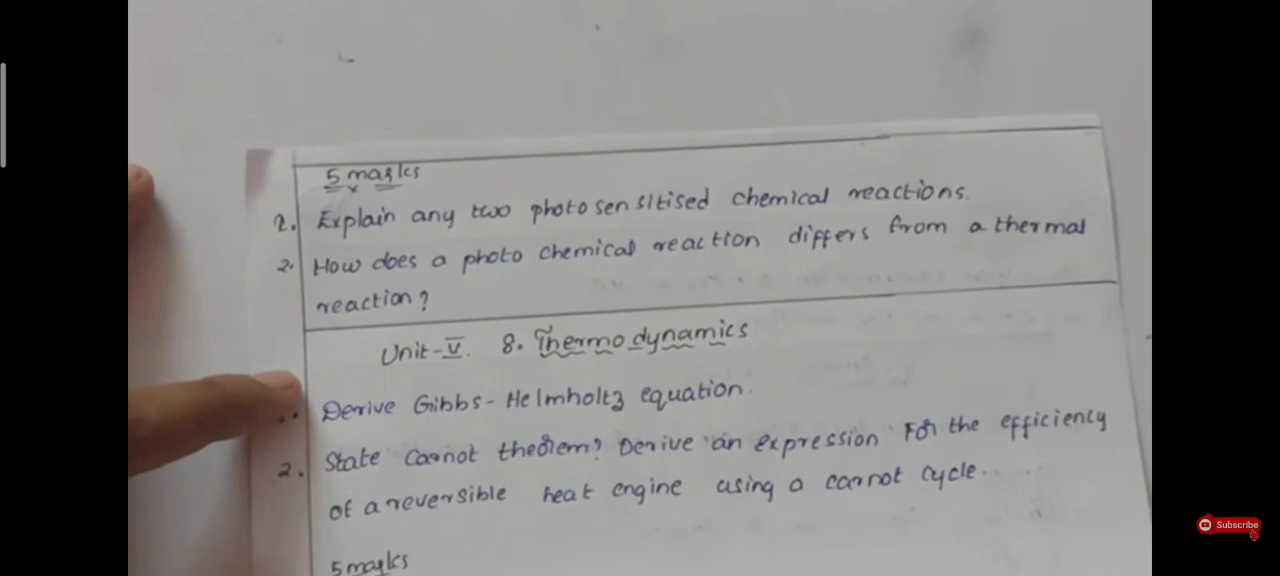 5 marks
1. Explain any two photosensitised chemical reactions.
2. How does a photo chemical reaction differs from a thermal
reaction?
Unit-V. 8. Thermodynamics
1. Derive Gibbs-Helmholtz equation.
2. State Carnot theorem? Derive an expression For the efficiency
of a reversible heat engine using a carnot cycle.
5 marks
Subscribe